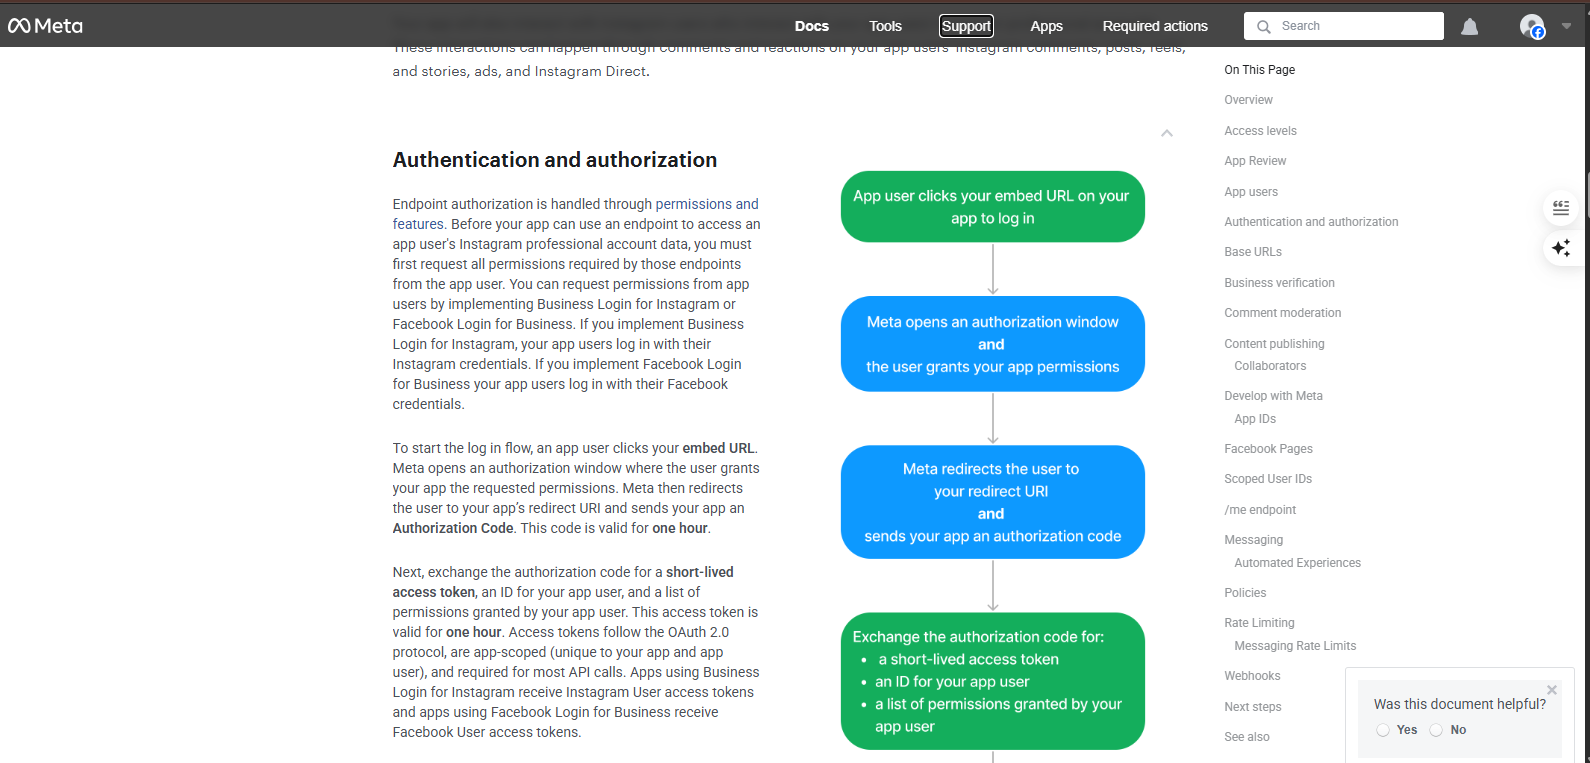 Meta
Docs
Tools
Support
Apps
Required actions
Search
These interactions can happen through comments and reactions on your app users' Instagram comments, posts, reels,
and stories, ads, and Instagram Direct.
Authentication and authorization
Endpoint authorization is handled through permissions and
features. Before your app can use an endpoint to access an
app user's Instagram professional account data, you must
first request all permissions required by those endpoints
from the app user. You can request permissions from app
users by implementing Business Login for Instagram or
Facebook Login for Business. If you implement Business
Login for Instagram, your app users log in with their
Instagram credentials. If you implement Facebook Login
for Business your app users log in with their Facebook
credentials.
To start the log in flow, an app user clicks your embed URL.
Meta opens an authorization window where the user grants
your app the requested permissions. Meta then redirects
the user to your app's redirect URI and sends your app an
Authorization Code. This code is valid for one hour.
Next, exchange the authorization code for a short-lived
access token, an ID for your app user, and a list of
permissions granted by your app user. This access token is
valid for one hour. Access tokens follow the OAuth 2.0
protocol, are app-scoped (unique to your app and app
user), and required for most API calls. Apps using Business
Login for Instagram receive Instagram User access tokens
and apps using Facebook Login for Business receive
Facebook User access tokens.
App user clicks your embed URL on your
app to log in
Meta opens an authorization window
and
the user grants your app permissions
Meta redirects the user to
your redirect URI
and
sends your app an authorization code
Exchange the authorization code for:
• a short-lived access token
• an ID for your app user
• a list of permissions granted by your
app user
On This Page
Overview
Access levels
App Review
App users
Authentication and authorization
Base URLs
Business verification
Comment moderation
Content publishing
Collaborators
Develop with Meta
App IDs
Facebook Pages
Scoped User IDs
/me endpoint
Messaging
Automated Experiences
Policies
Rate Limiting
Messaging Rate Limits
Webhooks
Next steps
See also
Was this document helpful?
Yes
No